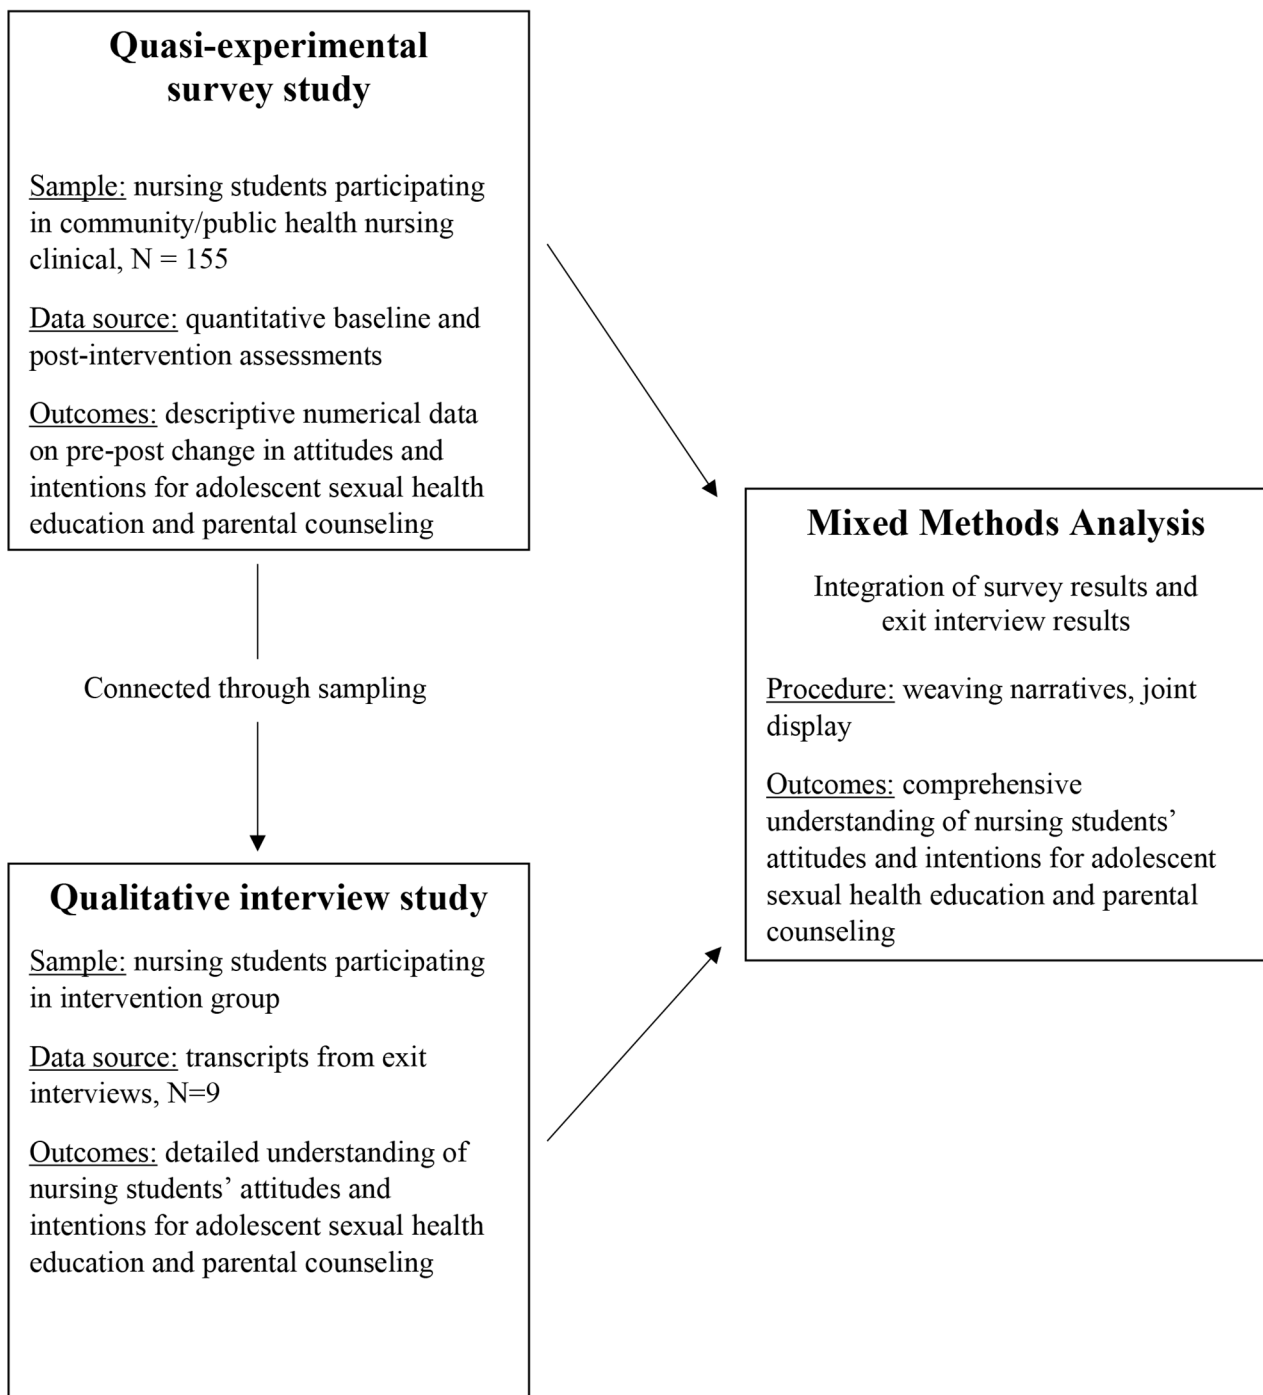 Quasi-experimental
survey study
Sample: nursing students participating
in community/public health nursing
clinical, N = 155
Data source: quantitative baseline and
post-intervention assessments
Outcomes: descriptive numerical data
on pre-post change in attitudes and
intentions for adolescent sexual health
education and parental counseling
Connected through sampling
Qualitative interview study
Sample: nursing students participating
in intervention group
Data source: transcripts from exit
interviews, N=9
Outcomes: detailed understanding of
nursing students’ attitudes and
intentions for adolescent sexual health
education and parental counseling
Mixed Methods Analysis
Integration of survey results and
exit interview results
Procedure: weaving narratives, joint
display
Outcomes: comprehensive
understanding of nursing students’
attitudes and intentions for adolescent
sexual health education and parental
counseling